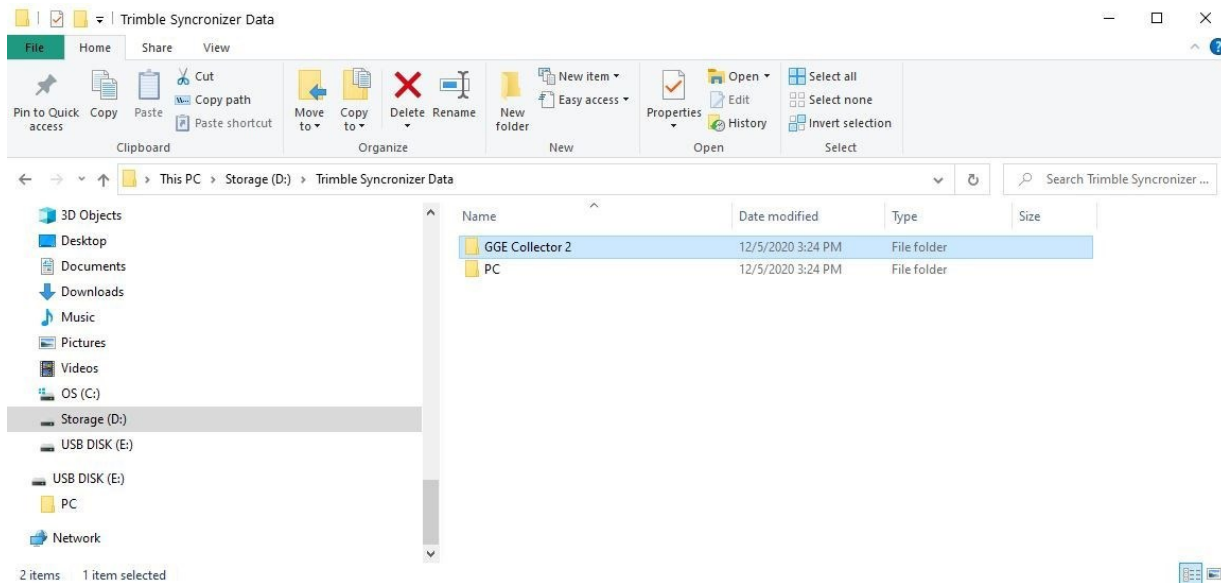 Trimble Syncronizer Data
File Home Share View
Pin to Quick access
Copy
Paste
Cut
Copy path
Paste shortcut
Clipboard
Move to
Copy to
Delete
Rename
Organize
New folder
New item
Easy access
New
Properties
Open
Edit
History
Open
Select all
Select none
Invert selection
Select
This PC > Storage (D:) > Trimble Syncronizer Data
Search Trimble Syncronizer ...
3D Objects
Desktop
Documents
Downloads
Music
Pictures
Videos
OS (C:)
Storage (D:)
USB DISK (E:)
USB DISK (E:)
PC
Network
Name Date modified Type Size
GGE Collector 2 12/5/2020 3:24 PM File folder
PC 12/5/2020 3:24 PM File folder
2 items 1 item selected